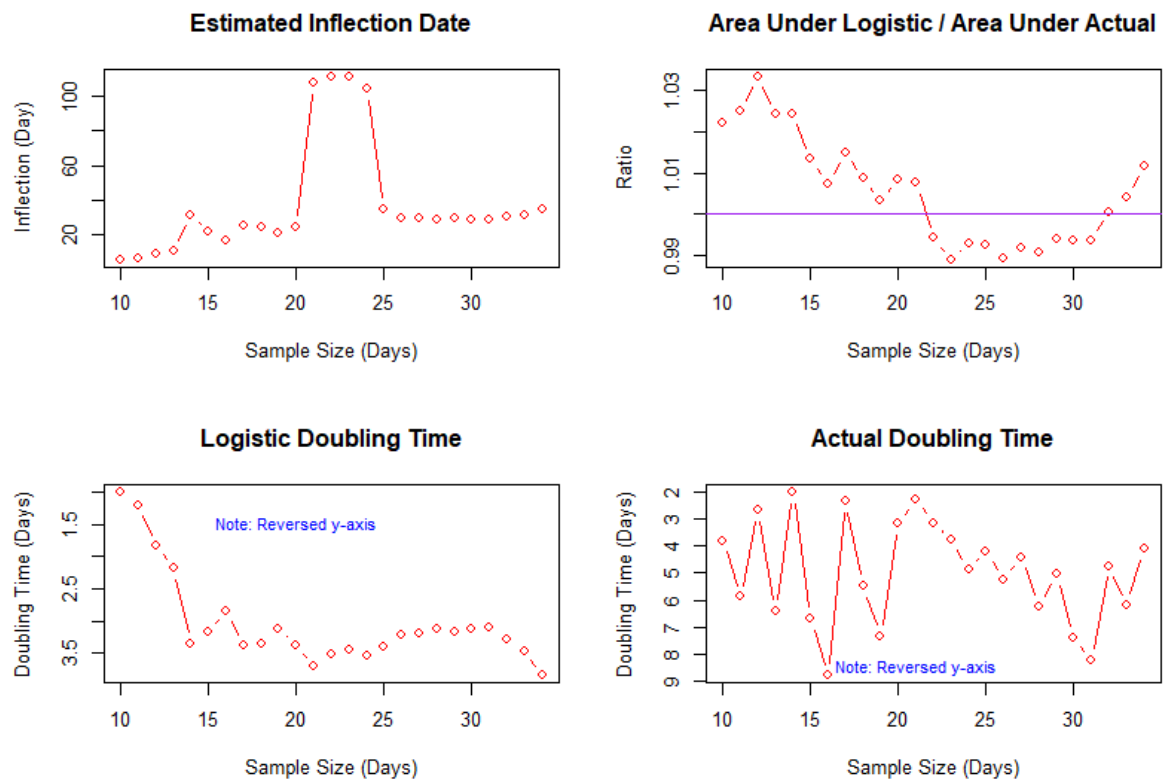 Estimated Inflection Date
Inflection (Day)
100
60
20
10 15 20 25 30
Sample Size (Days)
Area Under Logistic / Area Under Actual
Ratio
1.03
1.01
0.99
10 15 20 25 30
Sample Size (Days)
Logistic Doubling Time
Doubling Time (Days)
1.5
2.5
3.5
Note: Reversed y-axis
10 15 20 25 30
Sample Size (Days)
Actual Doubling Time
Doubling Time (Days)
2
3
4
5
6
7
8
9
Note: Reversed y-axis
10 15 20 25 30
Sample Size (Days)